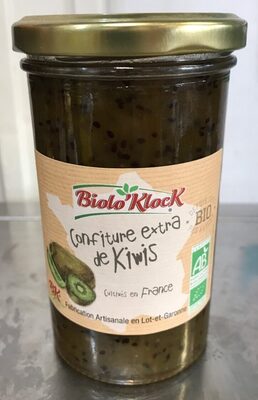 Biolo'KlocK
Confiture extra
de Kiwis
BIO
AB
Cultivés en France
Fabrication Artisanale en Lot-et-Garonne